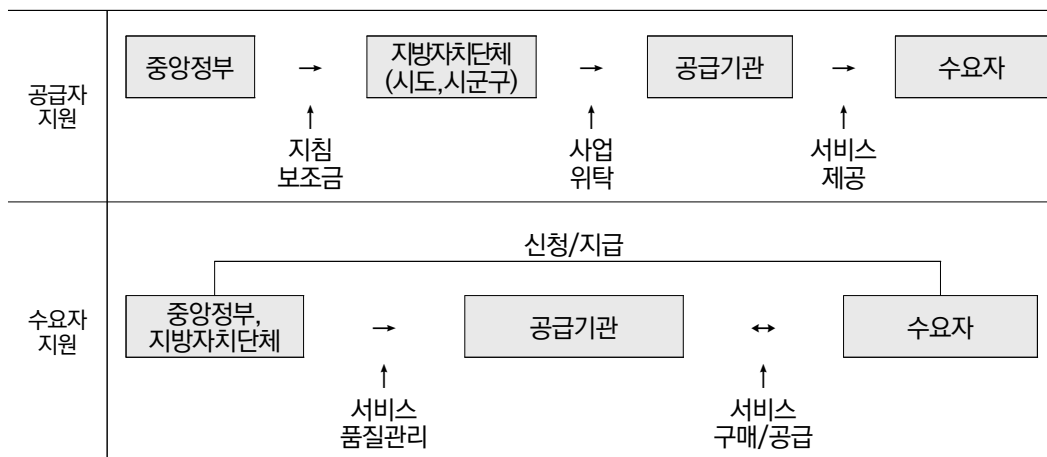 공급자
지원
중앙정부
→
지방자치단체
(시도,시군구)
→
공급기관
→
수요자
↑
지침
보조금
↑
사업
위탁
↑
서비스
제공
수요자
지원
신청/지급
중앙정부,
지방자치단체
→
공급기관
↔
수요자
↑
서비스
품질관리
↑
서비스
구매/공급